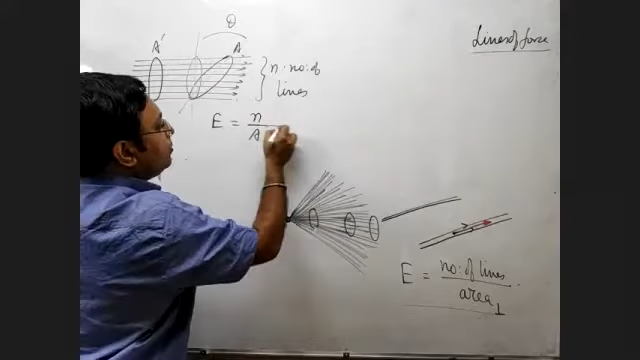 Lines of force
θ
A'
A
n · no: of
lines
E = n
A
E = no: of lines
area⊥